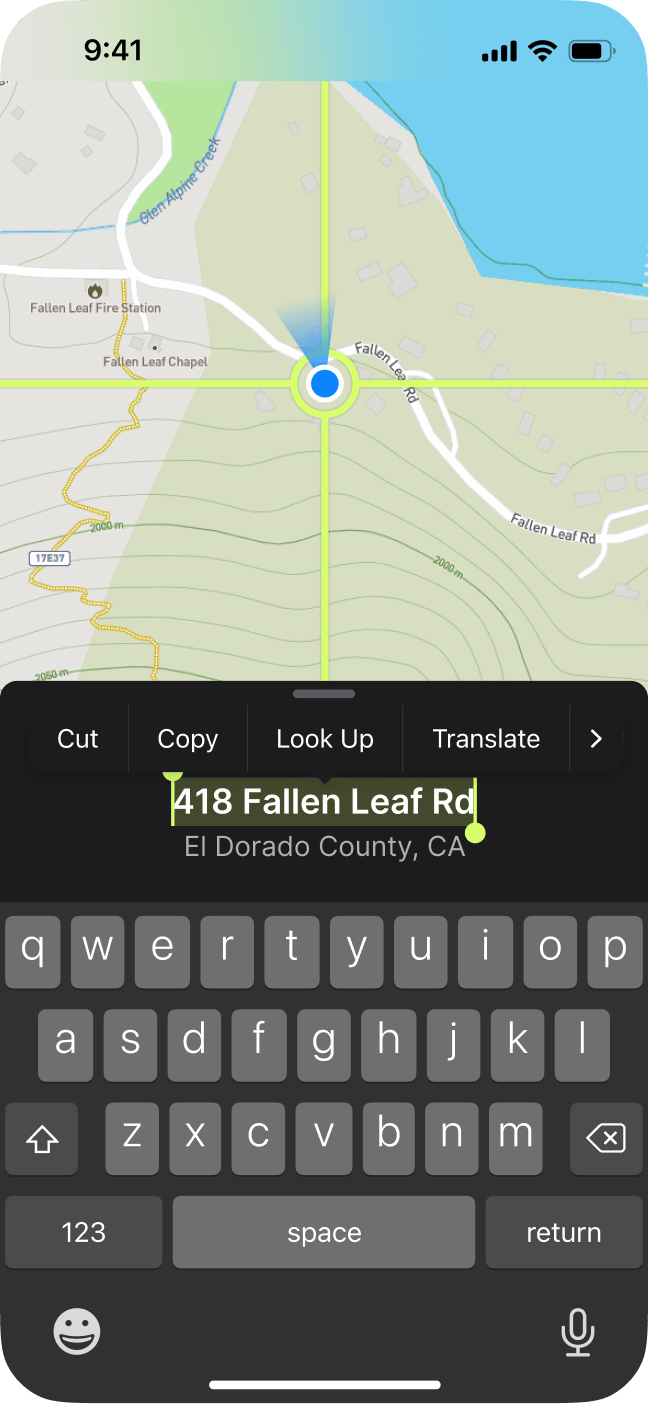 9:41
Glen Alpine Creek
Fallen Leaf Fire Station
Fallen Leaf Chapel
Fallen Leaf Rd
Fallen Leaf Rd
2000 m
2000 m
17E37
2050 m
Cut Copy Look Up Translate
418 Fallen Leaf Rd
El Dorado County, CA
q w e r t y u i o p
a s d f g h j k l
z x c v b n m
123 space return